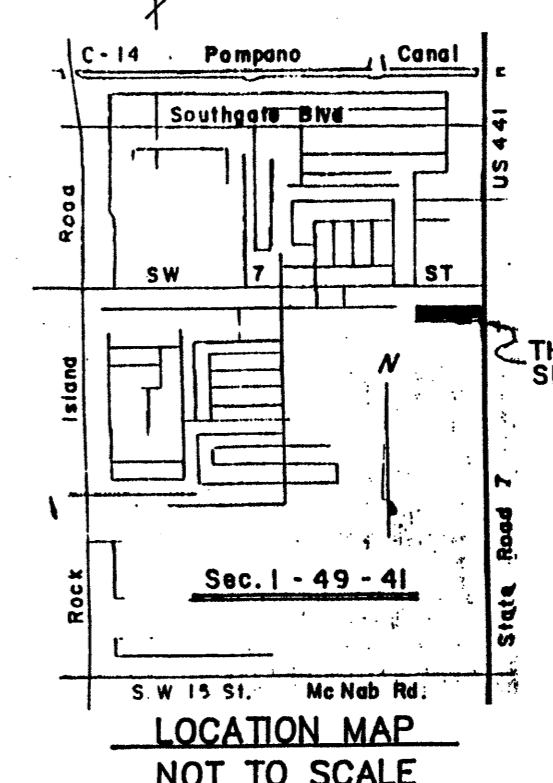 C-14 Pompano Canal
Southgate Blvd
US 441
Road
SW 7 ST
TH
Island
N
State Road 7
Sec. 1 - 49 - 41
Rock
S.W 15 St. Mc Nab Rd.
LOCATION MAP
NOT TO SCALE